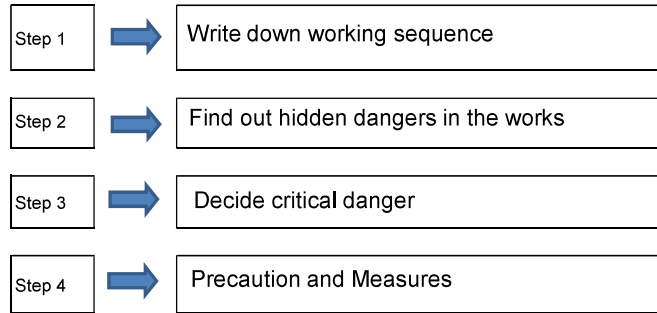 Step 1
Write down working sequence
Step 2
Find out hidden dangers in the works
Step 3
Decide critical danger
Step 4
Precaution and Measures